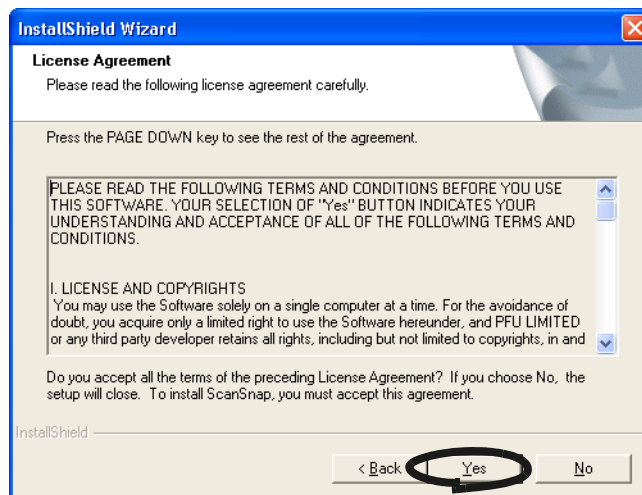 InstallShield Wizard
License Agreement
Please read the following license agreement carefully.
Press the PAGE DOWN key to see the rest of the agreement.
PLEASE READ THE FOLLOWING TERMS AND CONDITIONS BEFORE YOU USE
THIS SOFTWARE. YOUR SELECTION OF "Yes" BUTTON INDICATES YOUR
UNDERSTANDING AND ACCEPTANCE OF ALL OF THE FOLLOWING TERMS AND
CONDITIONS.
I. LICENSE AND COPYRIGHTS
You may use the Software solely on a single computer at a time. For the avoidance of
doubt, you acquire only a limited right to use the Software hereunder, and PFU LIMITED
or any third party developer retains all rights, including but not limited to copyrights, in and
Do you accept all the terms of the preceding License Agreement? If you choose No, the
setup will close. To install ScanSnap, you must accept this agreement.
InstallShield
< Back Yes No